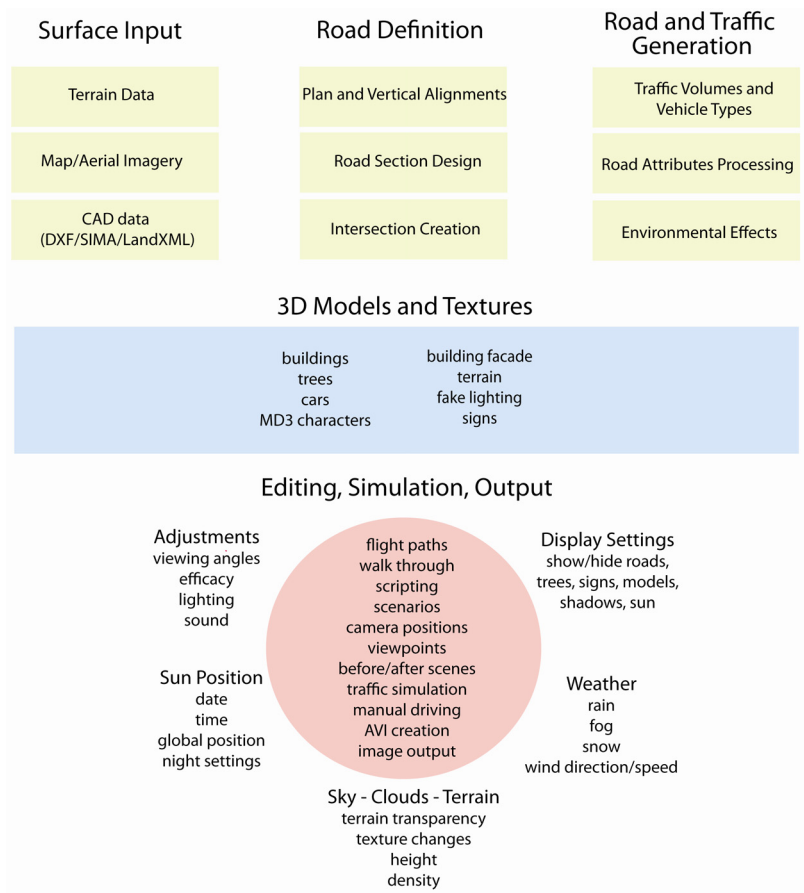 Surface Input
Terrain Data
Map/Aerial Imagery
CAD data
(DXF/SIMA/LandXML)
Road Definition
Plan and Vertical Alignments
Road Section Design
Intersection Creation
Road and Traffic
Generation
Traffic Volumes and
Vehicle Types
Road Attributes Processing
Environmental Effects
3D Models and Textures
buildings
trees
cars
MD3 characters
building facade
terrain
fake lighting
signs
Editing, Simulation, Output
Adjustments
viewing angles
efficacy
lighting
sound
Sun Position
date
time
global position
night settings
flight paths
walk through
scripting
scenarios
camera positions
viewpoints
before/after scenes
traffic simulation
manual driving
AVI creation
image output
Display Settings
show/hide roads,
trees, signs, models,
shadows, sun
Weather
rain
fog
snow
wind direction/speed
Sky - Clouds - Terrain
terrain transparency
texture changes
height
density